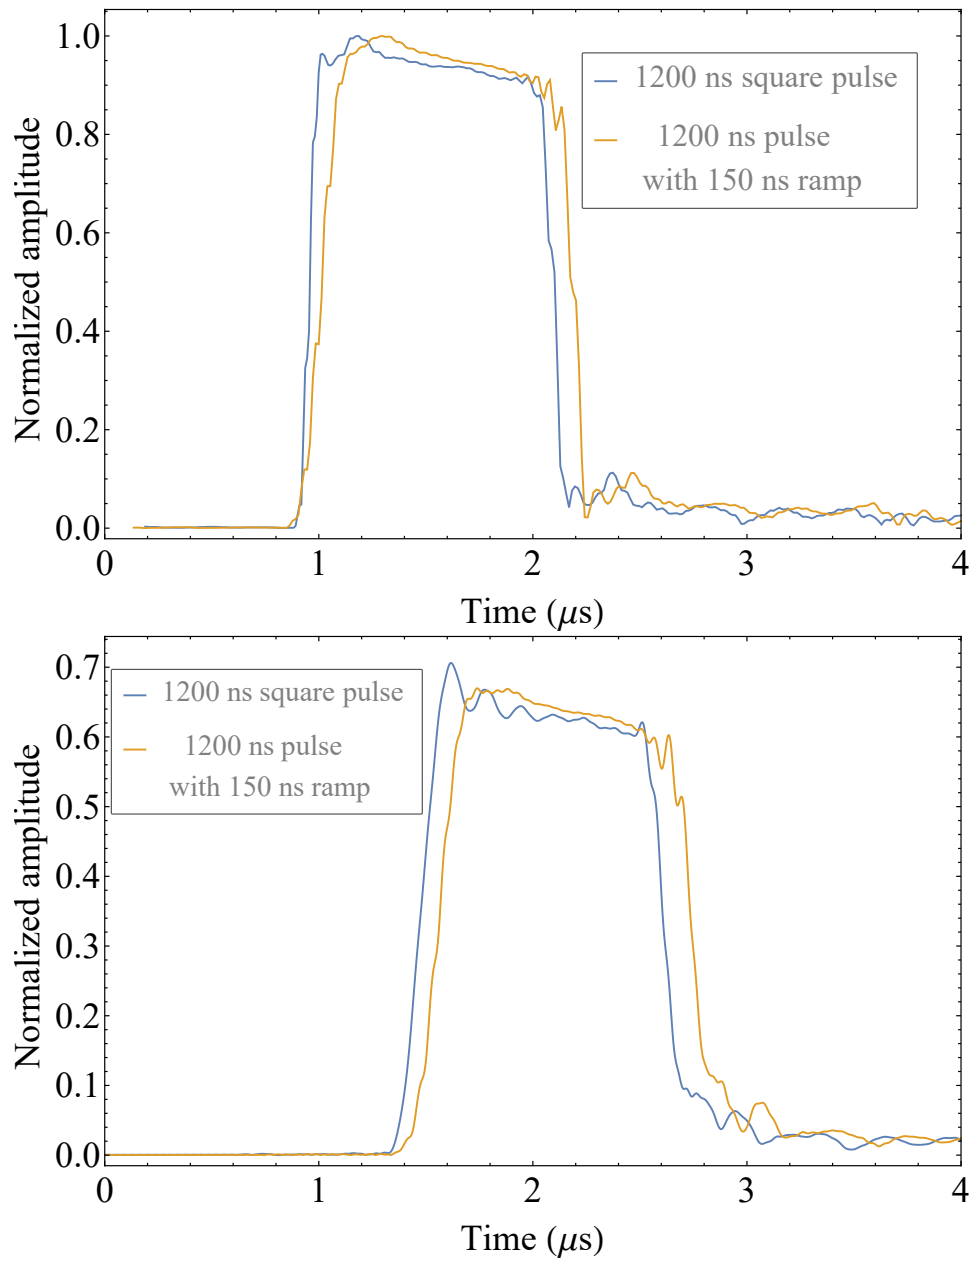 1.0
0.8
0.6
0.4
0.2
0.0
Normalized amplitude
1200 ns square pulse
1200 ns pulse
with 150 ns ramp
0 1 2 3 4
Time (μs)
0.7
0.6
0.5
0.4
0.3
0.2
0.1
0.0
Normalized amplitude
1200 ns square pulse
1200 ns pulse
with 150 ns ramp
0 1 2 3 4
Time (μs)